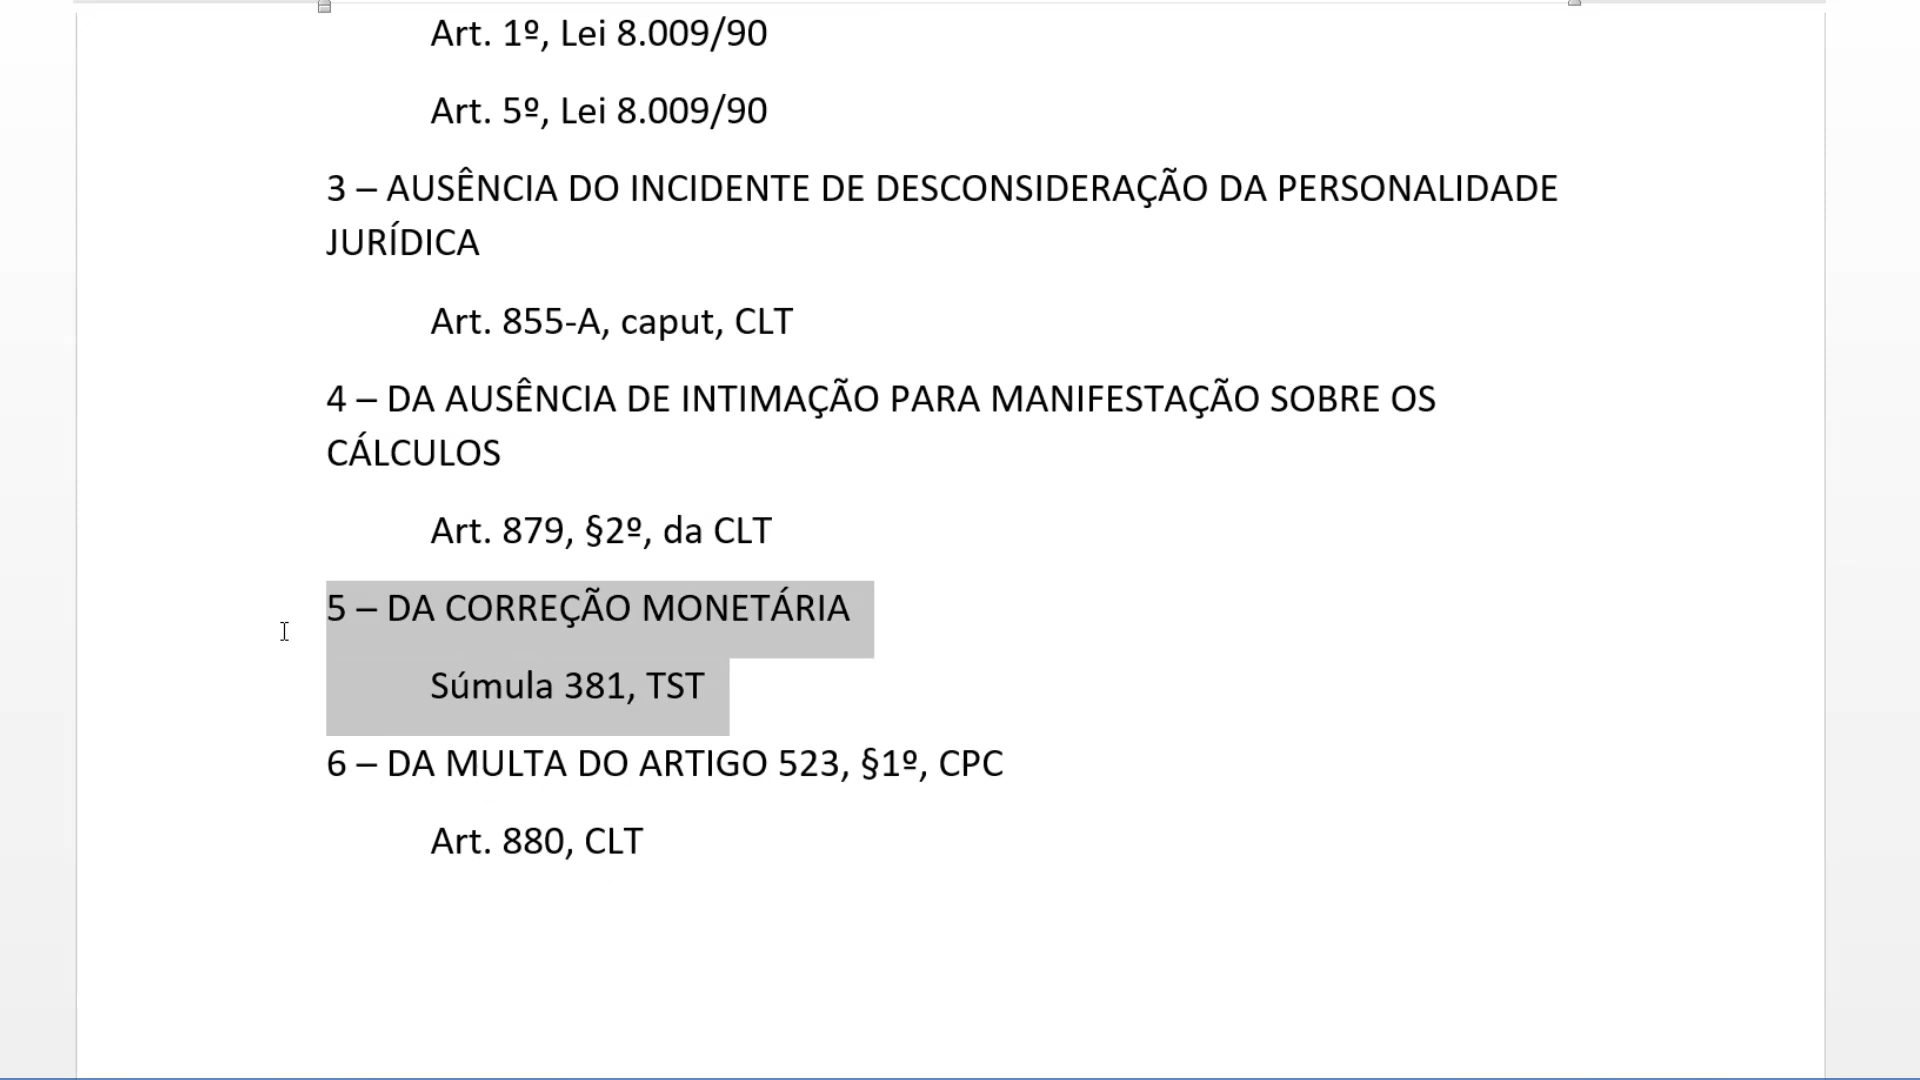 Art. 1º, Lei 8.009/90
Art. 5º, Lei 8.009/90
3 – AUSÊNCIA DO INCIDENTE DE DESCONSIDERAÇÃO DA PERSONALIDADE
JURÍDICA
Art. 855-A, caput, CLT
4 – DA AUSÊNCIA DE INTIMAÇÃO PARA MANIFESTAÇÃO SOBRE OS
CÁLCULOS
Art. 879, §2º, da CLT
5 – DA CORREÇÃO MONETÁRIA
Súmula 381, TST
6 – DA MULTA DO ARTIGO 523, §1º, CPC
Art. 880, CLT